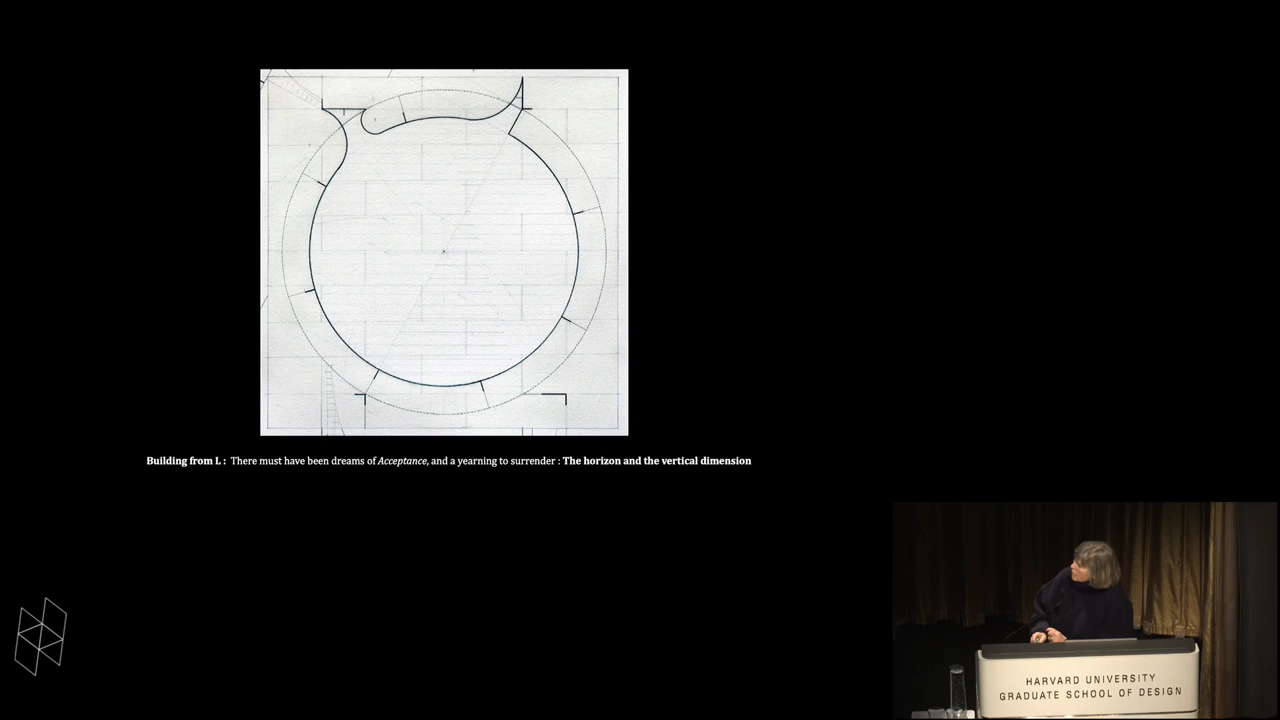 Building from L : There must have been dreams of Acceptance, and a yearning to surrender : The horizon and the vertical dimension
HARVARD UNIVERSITY
GRADUATE SCHOOL OF DESIGN